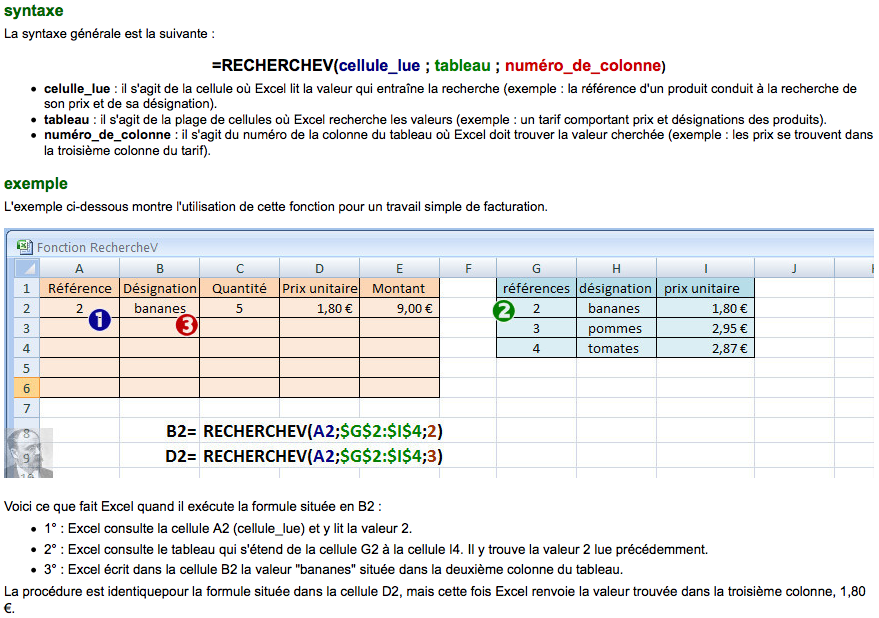 syntaxe
La syntaxe générale est la suivante :
=RECHERCHEV(cellule_lue ; tableau ; numéro_de_colonne)
• celulle_lue : il s'agit de la cellule où Excel lit la valeur qui entraîne la recherche (exemple : la référence d'un produit conduit à la recherche de
son prix et de sa désignation).
• tableau : il s'agit de la plage de cellules où Excel recherche les valeurs (exemple : un tarif comportant prix et désignations des produits).
• numéro_de_colonne : il s'agit du numéro de la colonne du tableau où Excel doit trouver la valeur cherchée (exemple : les prix se trouvent dans
la troisième colonne du tarif).
exemple
L'exemple ci-dessous montre l'utilisation de cette fonction pour un travail simple de facturation.
Fonction RechercheV
A B C D E F G H I J
1 Référence Désignation Quantité Prix unitaire Montant références désignation prix unitaire
2 2 bananes 5 1,80 € 9,00 € 2 bananes 1,80 €
1 3 2
3 3 pommes 2,95 €
4 4 tomates 2,87 €
5
6
7
8 B2= RECHERCHEV(A2;$G$2:$I$4;2)
9 D2= RECHERCHEV(A2;$G$2:$I$4;3)
10
Voici ce que fait Excel quand il exécute la formule située en B2 :
• 1° : Excel consulte la cellule A2 (cellule_lue) et y lit la valeur 2.
• 2° : Excel consulte le tableau qui s'étend de la cellule G2 à la cellule I4. Il y trouve la valeur 2 lue précédemment.
• 3° : Excel écrit dans la cellule B2 la valeur "bananes" située dans la deuxième colonne du tableau.
La procédure est identiquepour la formule située dans la cellule D2, mais cette fois Excel renvoie la valeur trouvée dans la troisième colonne, 1,80
€.